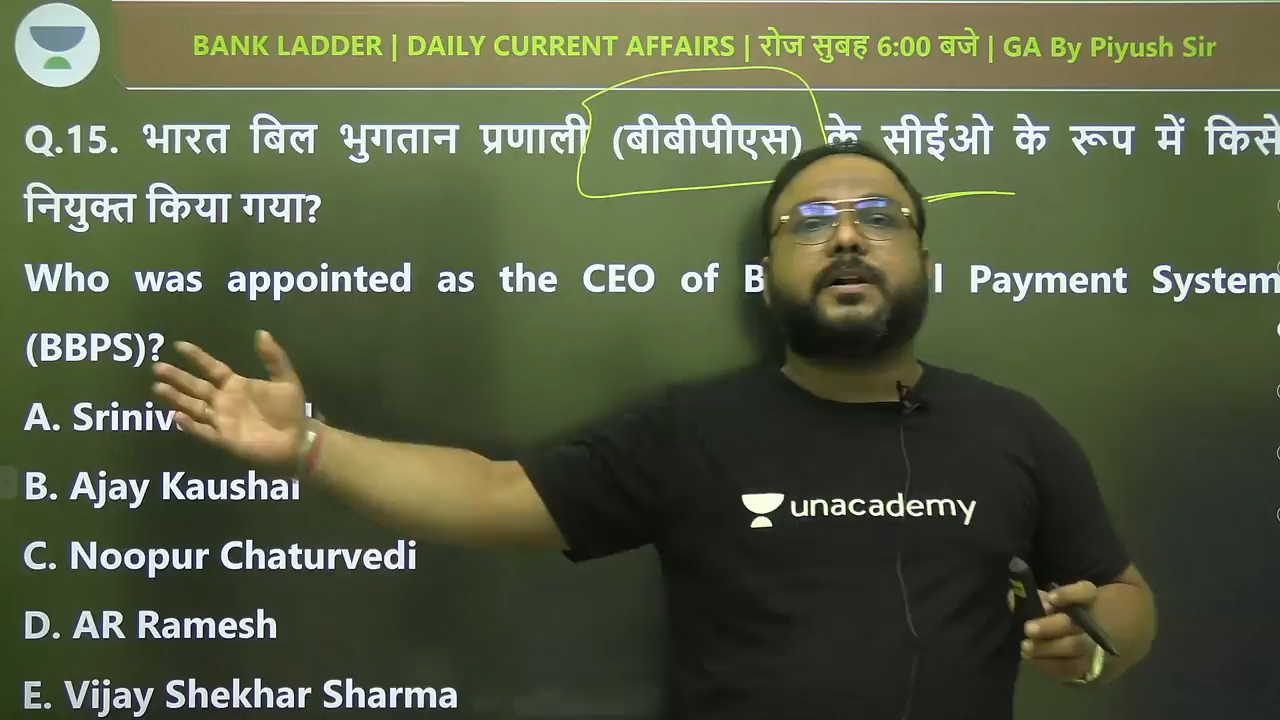 BANK LADDER | DAILY CURRENT AFFAIRS | रोज सुबह 6:00 बजे | GA By Piyush Sir
Q.15. भारत बिल भुगतान प्रणाली (बीबीपीएस) के सीईओ के रूप में किसे
नियुक्त किया गया?
Who was appointed as the CEO of Payment System
(BBPS)?
A.
B. Ajay Kaushal
C. Noopur Chaturvedi
D. AR Ramesh
E. Vijay Shekhar Sharma
unacademy